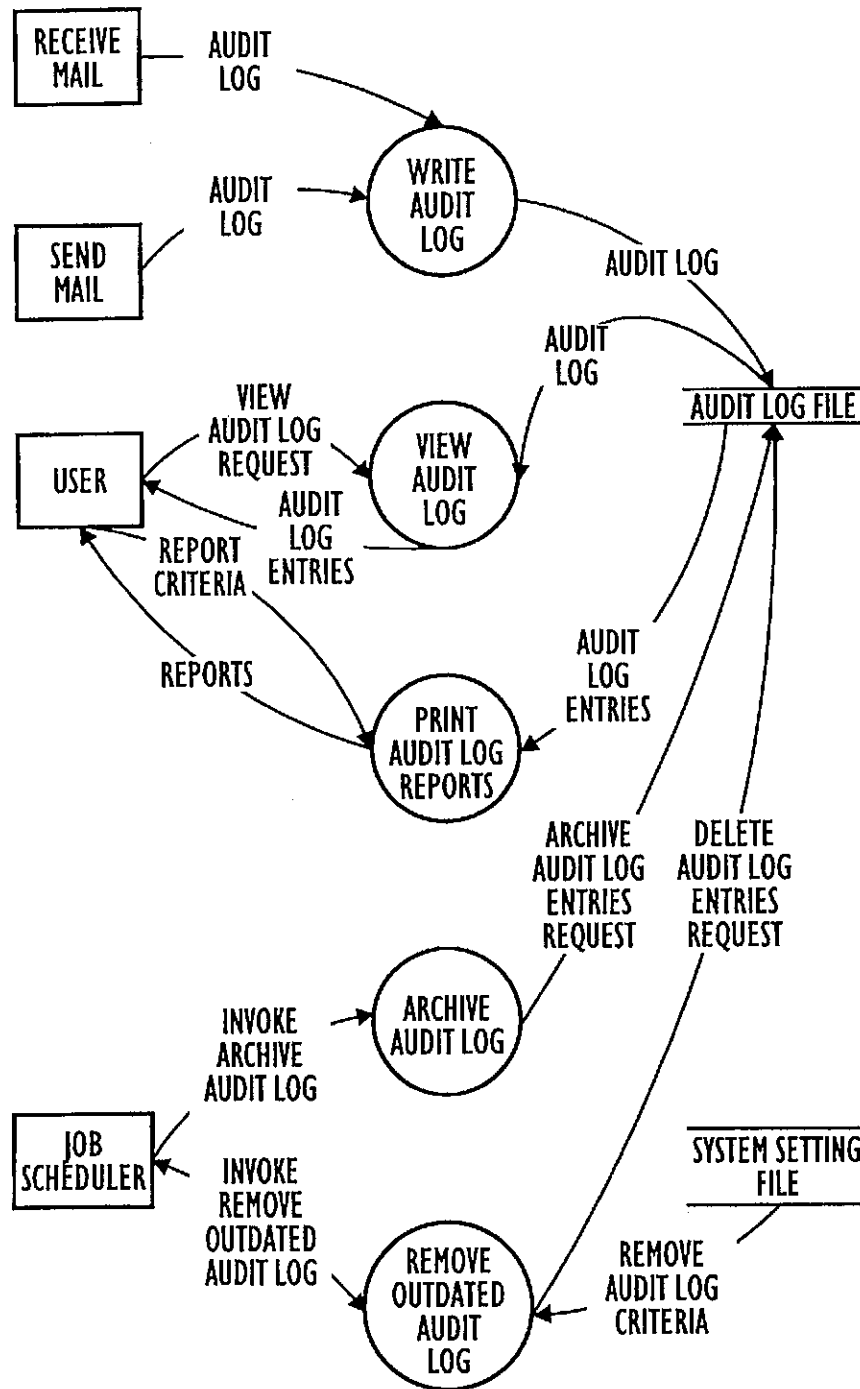 RECEIVE
MAIL
AUDIT
LOG
WRITE
AUDIT
LOG
SEND
MAIL
AUDIT
LOG
AUDIT LOG
AUDIT
LOG
AUDIT LOG FILE
USER
VIEW
AUDIT LOG
REQUEST
VIEW
AUDIT
LOG
AUDIT
LOG
ENTRIES
REPORT
CRITERIA
REPORTS
AUDIT
LOG
ENTRIES
PRINT
AUDIT LOG
REPORTS
ARCHIVE
AUDIT LOG
ENTRIES
REQUEST
DELETE
AUDIT LOG
ENTRIES
REQUEST
INVOKE
ARCHIVE
AUDIT LOG
ARCHIVE
AUDIT LOG
JOB
SCHEDULER
INVOKE
REMOVE
OUTDATED
AUDIT LOG
SYSTEM SETTING
FILE
REMOVE
OUTDATED
AUDIT
LOG
REMOVE
AUDIT LOG
CRITERIA